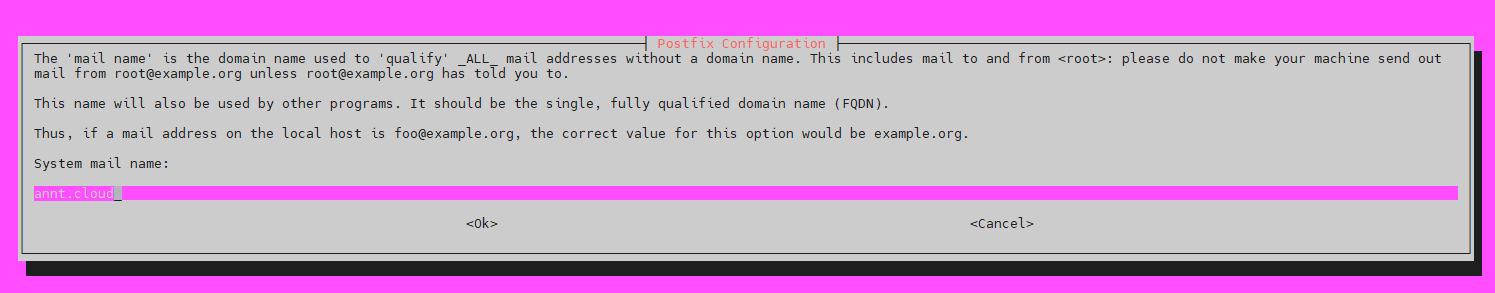 Postfix Configuration
The 'mail name' is the domain name used to 'qualify' _ALL_ mail addresses without a domain name. This includes mail to and from <root>: please do not make your machine send out
mail from root@example.org unless root@example.org has told you to.
This name will also be used by other programs. It should be the single, fully qualified domain name (FQDN).
Thus, if a mail address on the local host is foo@example.org, the correct value for this option would be example.org.
System mail name:
annt.cloud
<Ok> <Cancel>